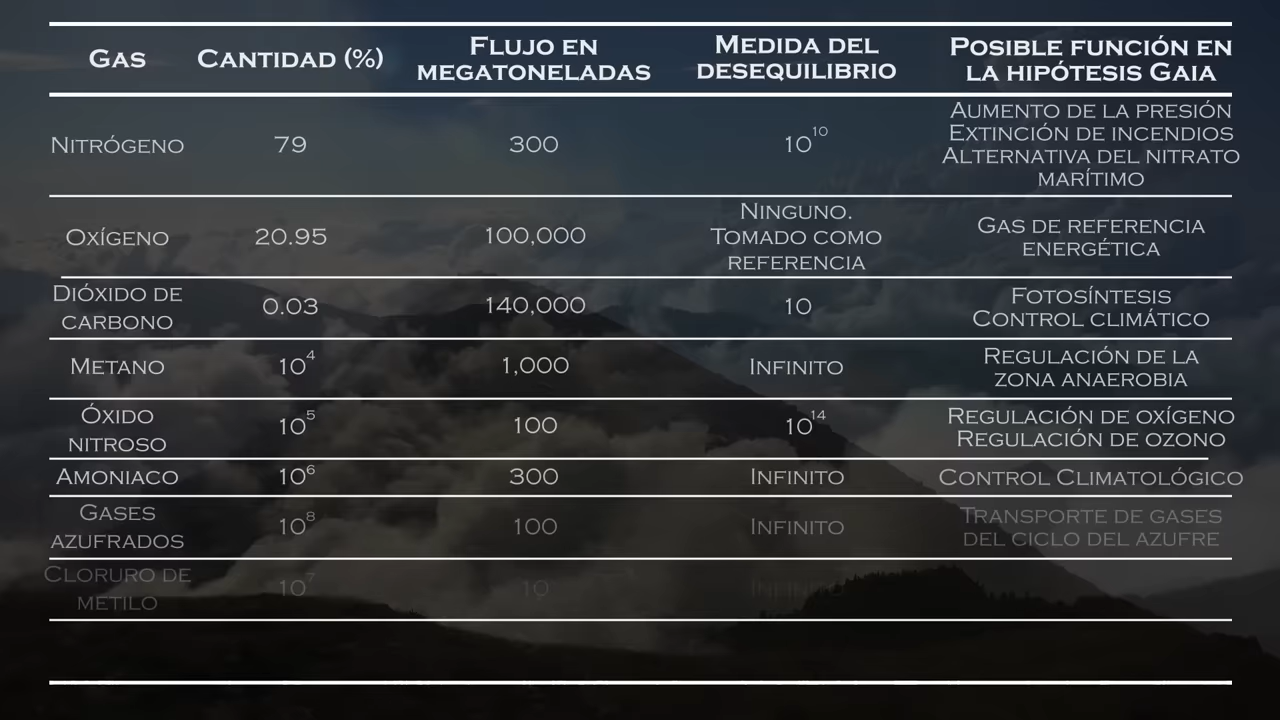 Gas
Cantidad (%)
Flujo en
megatoneladas
Medida del
desequilibrio
Posible función en
la hipótesis Gaia
Nitrógeno
79
300
10¹⁰
Aumento de la presión
Extinción de incendios
Alternativa del nitrato
marítimo
Oxígeno
20.95
100,000
Ninguno.
Tomado como
referencia
Gas de referencia
energética
Dióxido de
carbono
0.03
140,000
10
Fotosíntesis
Control climático
Metano
10⁴
1,000
Infinito
Regulación de la
zona anaerobia
Óxido
nitroso
10⁵
100
10¹⁴
Regulación de oxígeno
Regulación de ozono
Amoniaco
10⁶
300
Infinito
Control Climatológico
Gases
azufrados
10⁸
100
Infinito
Transporte de gases
del ciclo del azufre
Cloruro de
metilo
10⁷
10
Infinito